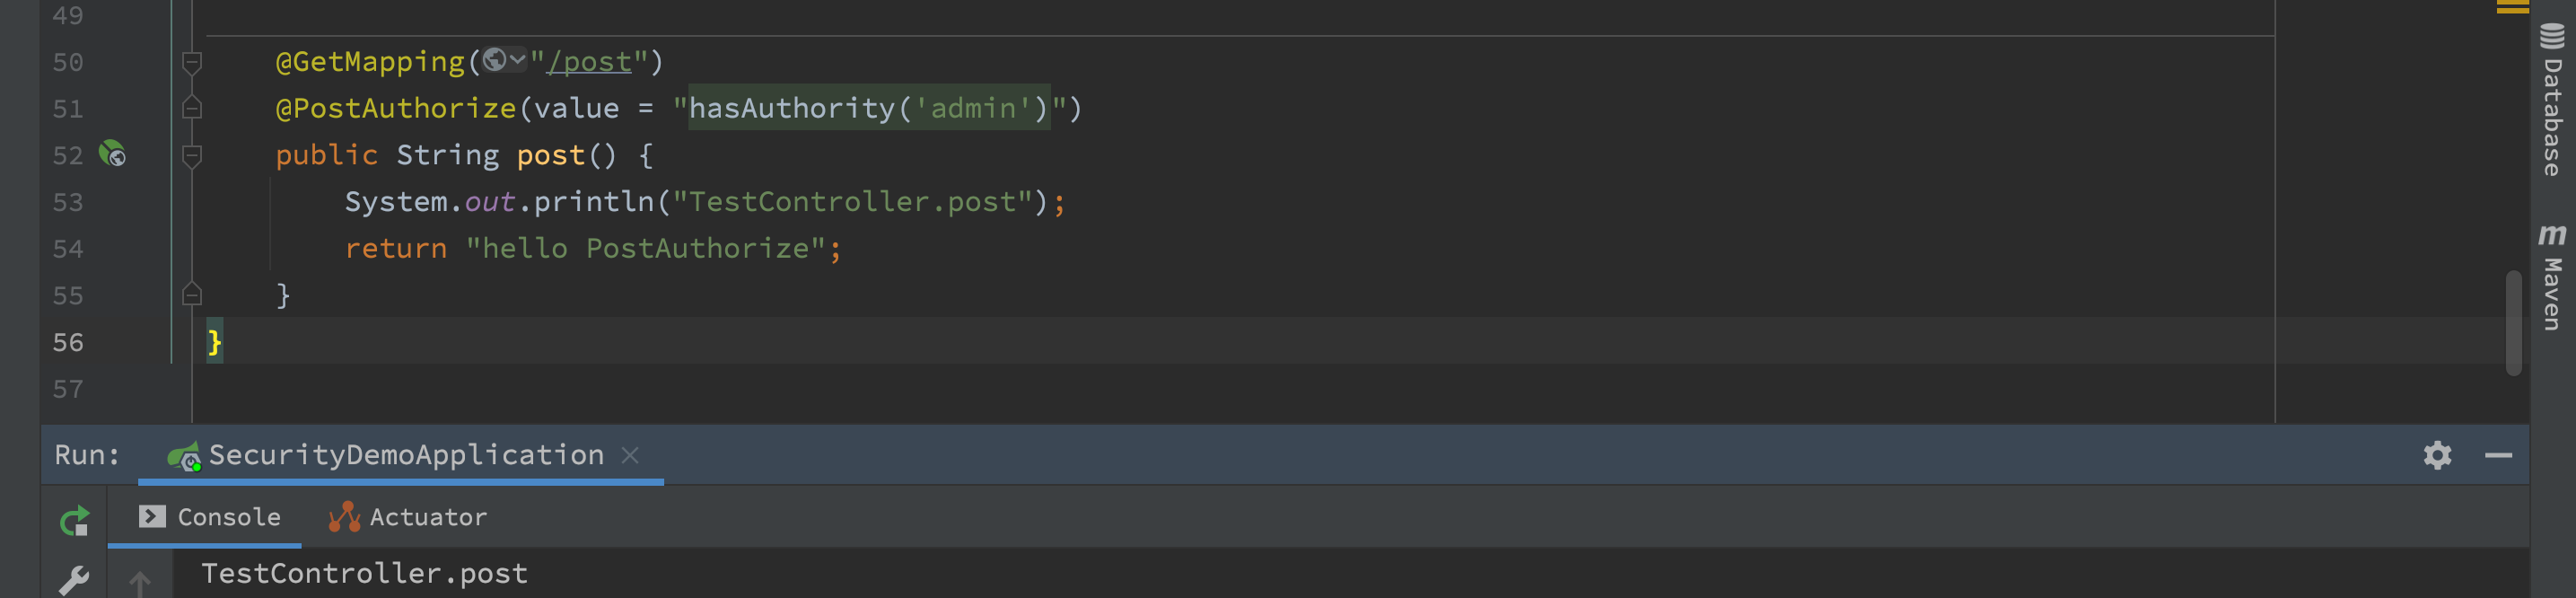 49
50 @GetMapping("/post")
51 @PostAuthorize(value = "hasAuthority('admin')")
52 public String post() {
53 System.out.println("TestController.post");
54 return "hello PostAuthorize";
55 }
56 }
57
Run: SecurityDemoApplication
Console Actuator
TestController.post
Database
m Maven